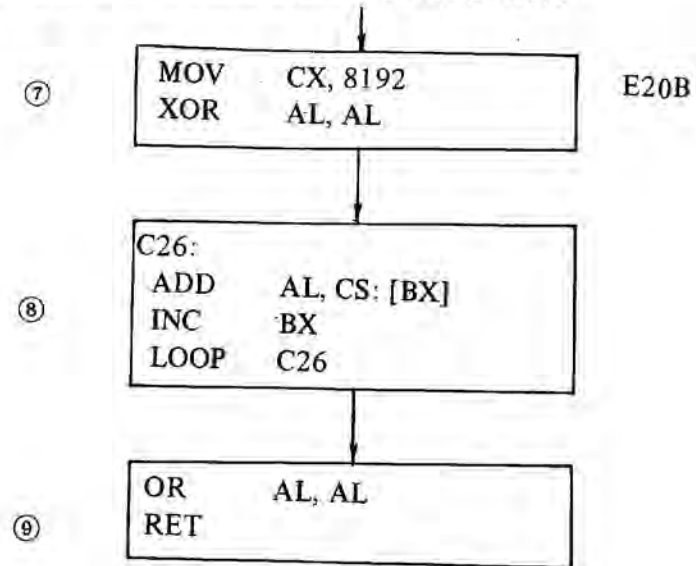 ⑦ MOV CX, 8192 E20B
XOR AL, AL
C26:
ADD AL, CS: [BX]
⑧ INC BX
LOOP C26
OR AL, AL
⑨ RET